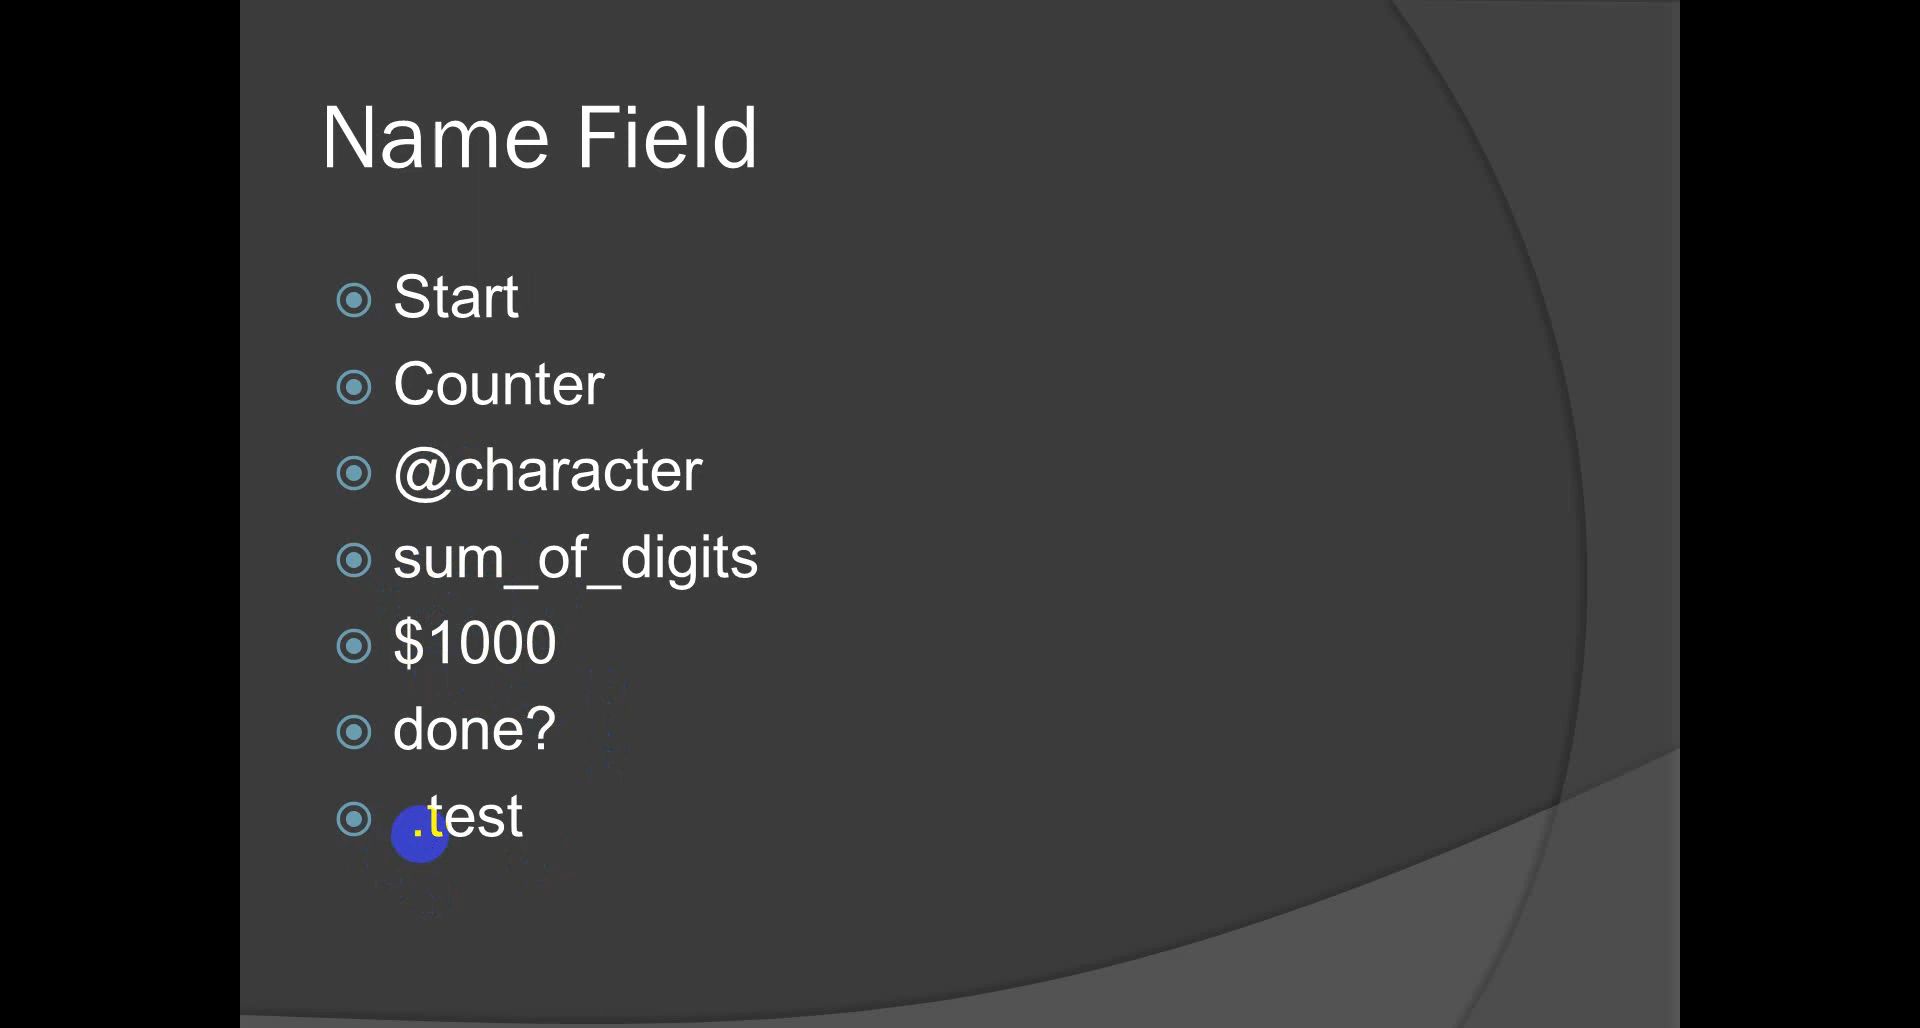 Name Field
Start
Counter
@character
sum_of_digits
$1000
done?
.test